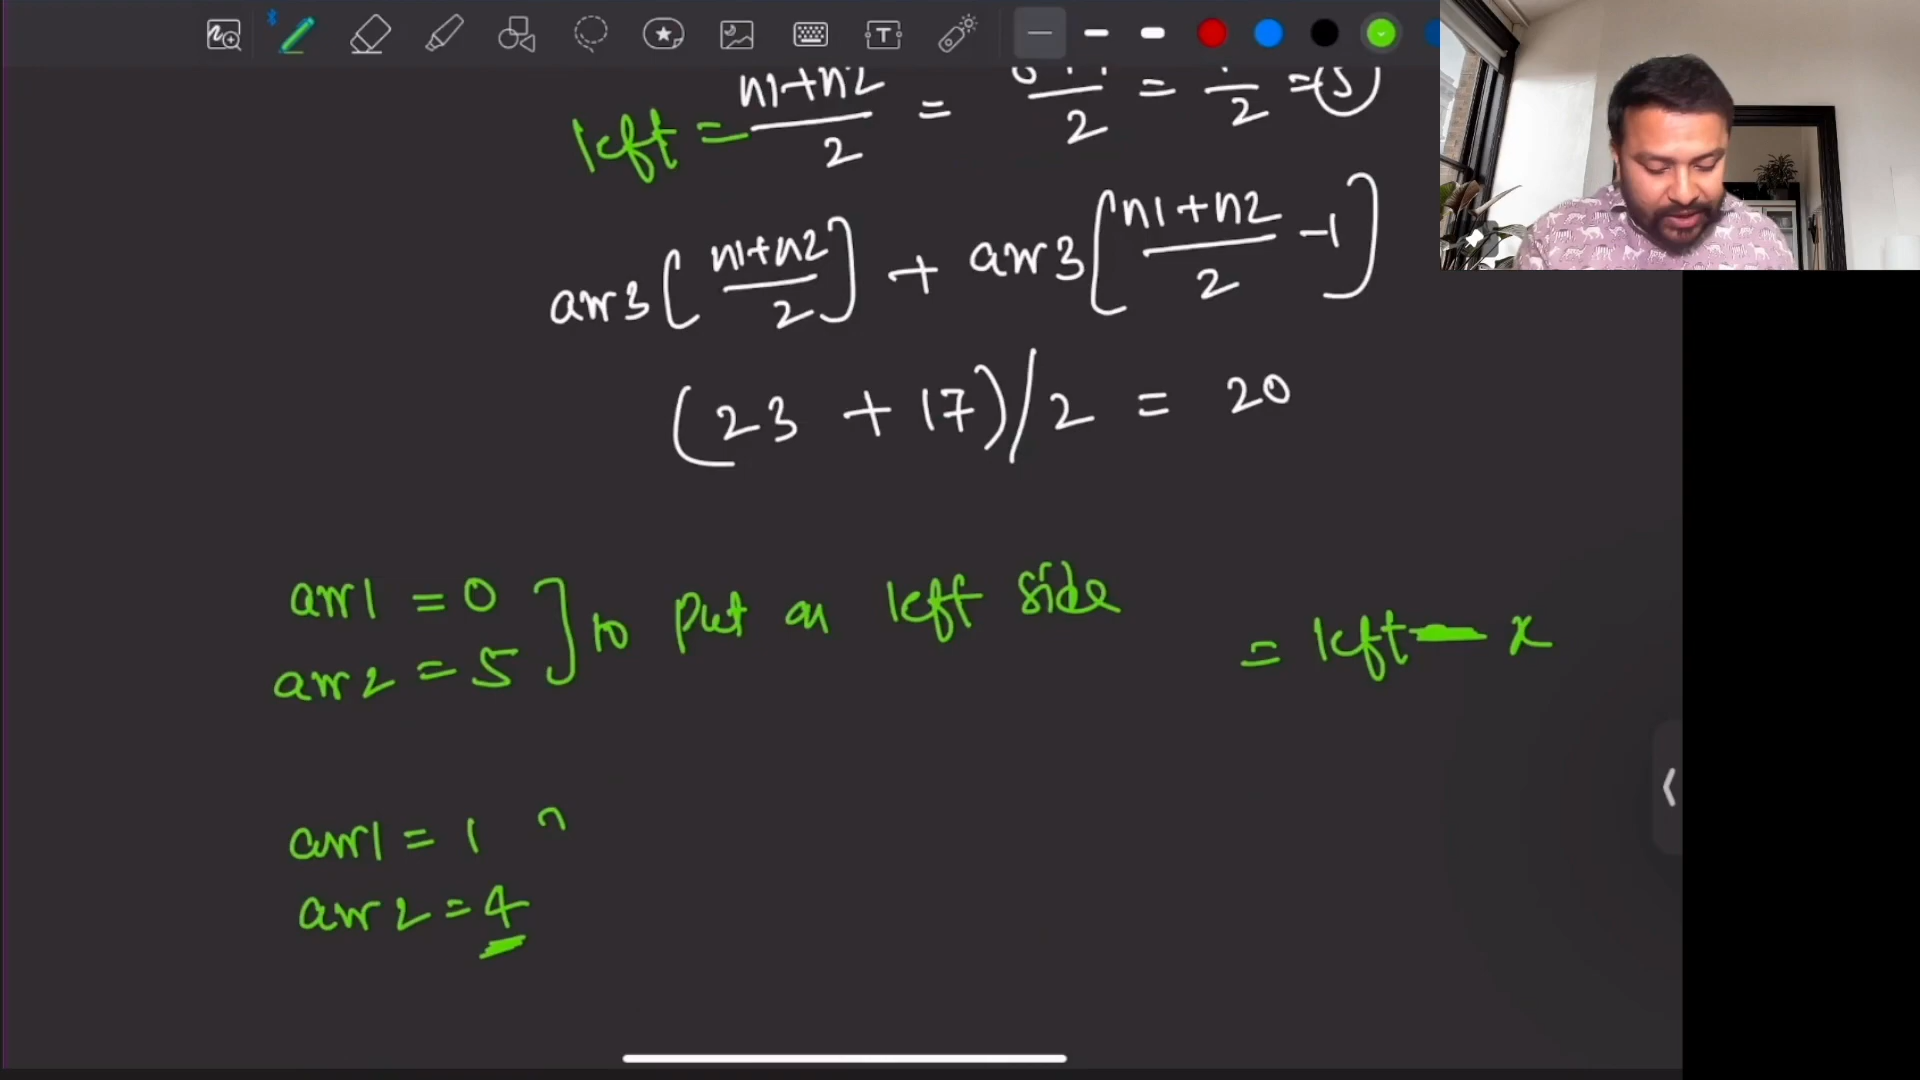 left = n1+n2 / 2 = / 2 = / 2 = 5
arr3[n1+n2 / 2] + arr3[n1+n2 / 2 - 1]
(23 + 17)/2 = 20
arr1 = 0
arr2 = 5 ] to put on left side
= left - x
arr1 = 1
arr2 = 4